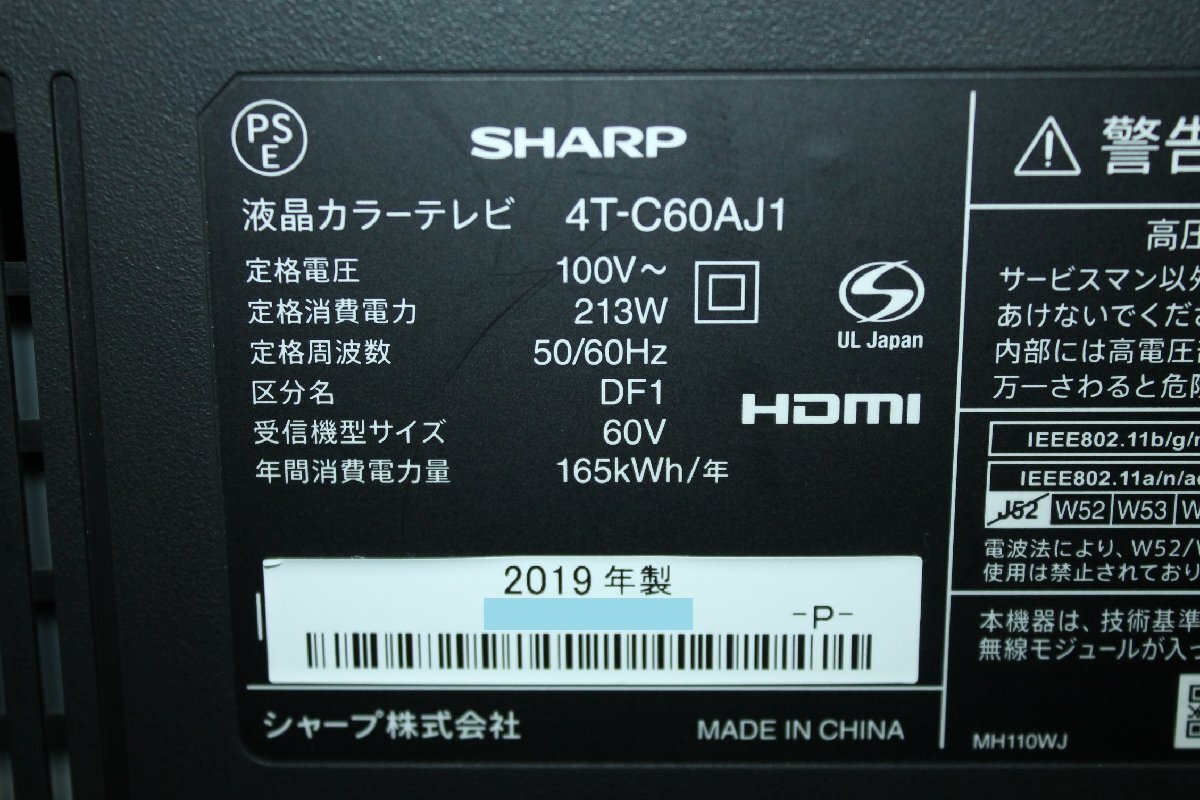 PS
E
SHARP
液晶カラーテレビ 4T-C60AJ1
定格電圧 100V～
定格消費電力 213W
定格周波数 50/60Hz
区分名 DF1
受信機型サイズ 60V
年間消費電力量 165kWh/年
UL Japan
HDMI
2019 年製
-P-
シャープ株式会社
MADE IN CHINA
警告
高圧
サービスマン以外
あけないでくださ
内部には高電圧部
万一さわると危険
IEEE802.11b/g/n
IEEE802.11a/n/ac
J52 W52 W53 W
電波法により、W52/W
使用は禁止されており
本機器は、技術基準
無線モジュールが入っ
MH110WJ